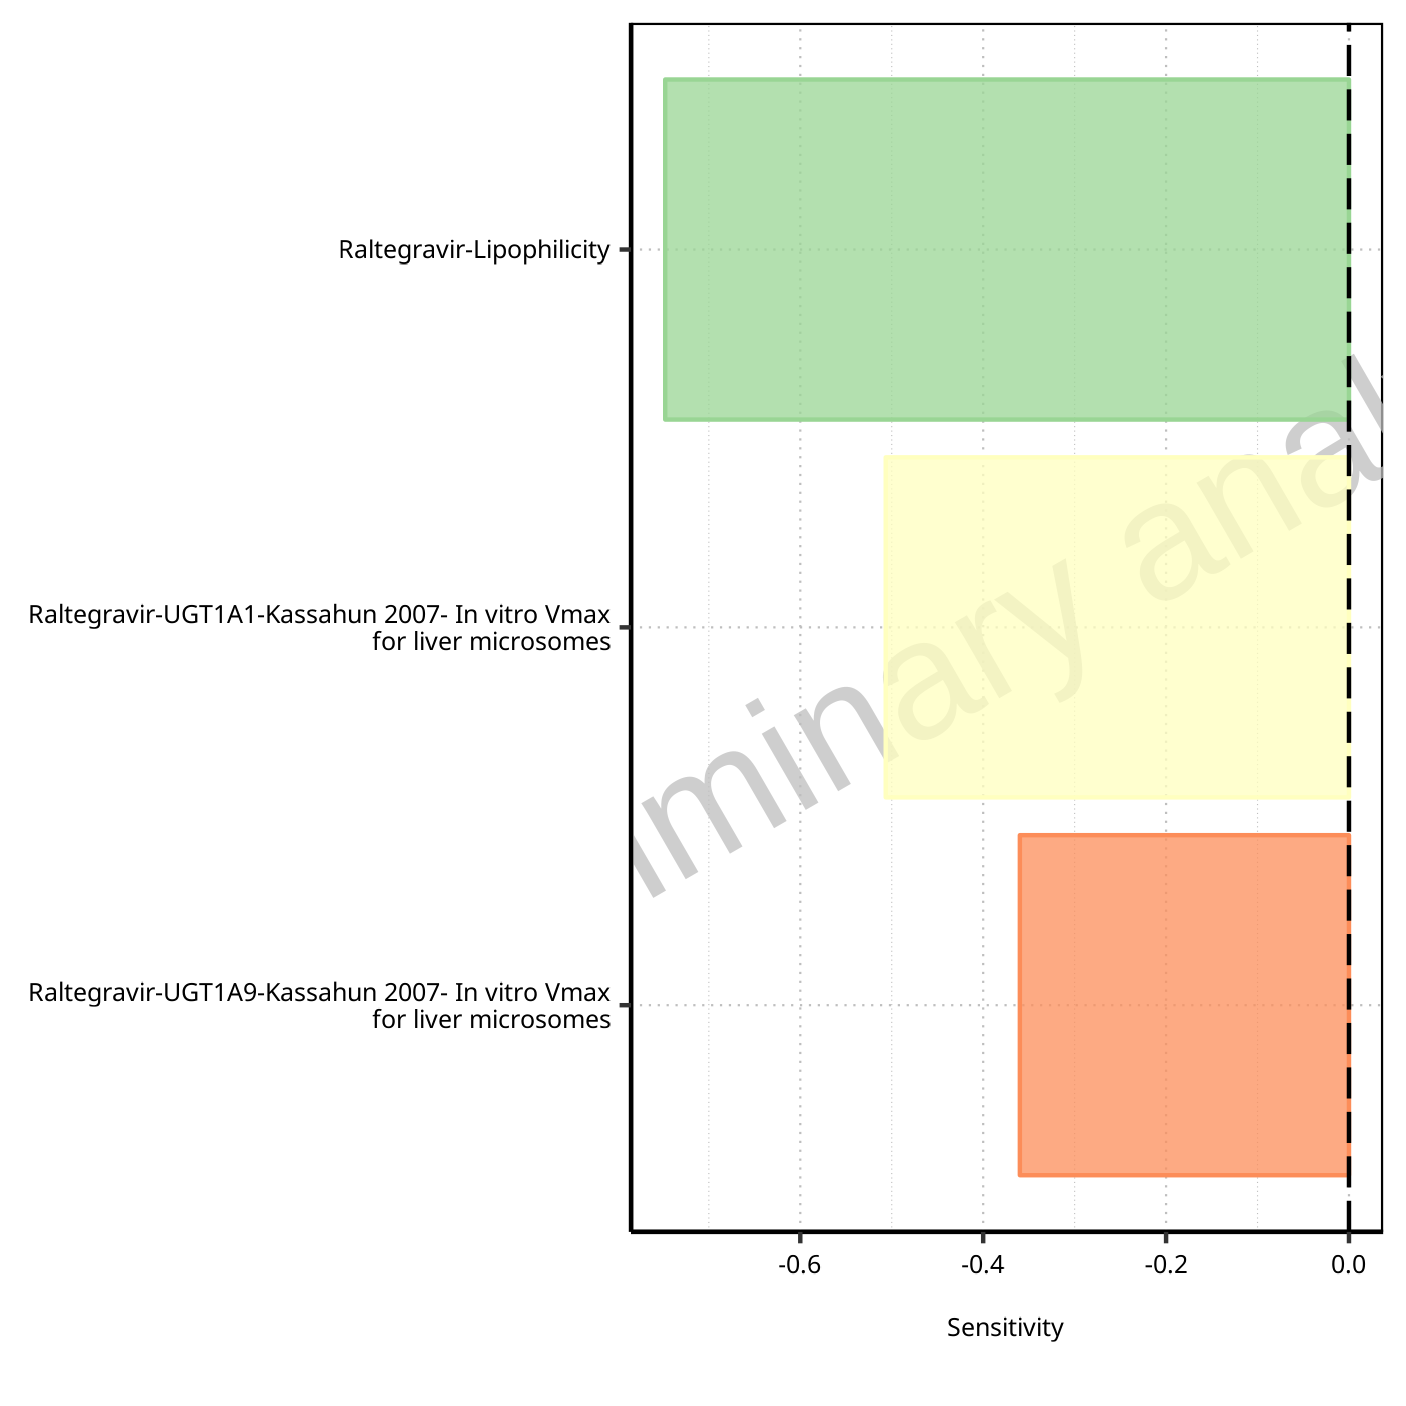 Raltegravir-Lipophilicity
Raltegravir-UGT1A1-Kassahun 2007- In vitro Vmax
for liver microsomes
Raltegravir-UGT1A9-Kassahun 2007- In vitro Vmax
for liver microsomes
minary anal
-0.6 -0.4 -0.2 0.0
Sensitivity